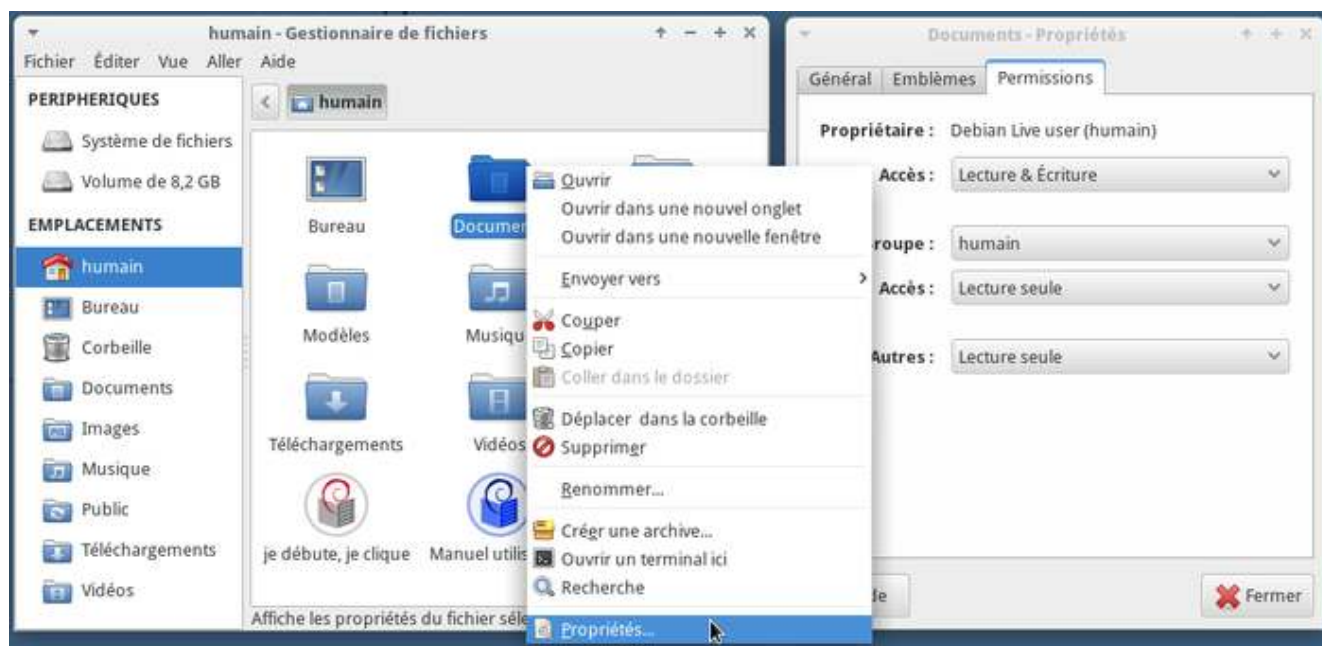 humain - Gestionnaire de fichiers
Fichier Éditer Vue Aller Aide
PERIPHERIQUES
Système de fichiers
Volume de 8,2 GB
EMPLACEMENTS
humain
Bureau
Corbeille
Documents
Images
Musique
Public
Téléchargements
Vidéos
humain
Bureau
Modèles
Téléchargements
Vidéos
je débute, je clique
Manuel
Affiche les propriétés du fichier
Ouvrir
Ouvrir dans une nouvel onglet
Ouvrir dans une nouvelle fenêtre
Envoyer vers
Couper
Copier
Coller dans le dossier
Déplacer dans la corbeille
Supprimer
Renommer...
Créer une archive...
Ouvrir un terminal ici
Recherche
Propriétés...
Documents - Propriétés
Général Emblèmes Permissions
Propriétaire : Debian Live user (humain)
Accès : Lecture & Écriture
humain
Accès : Lecture seule
Autres : Lecture seule
Fermer